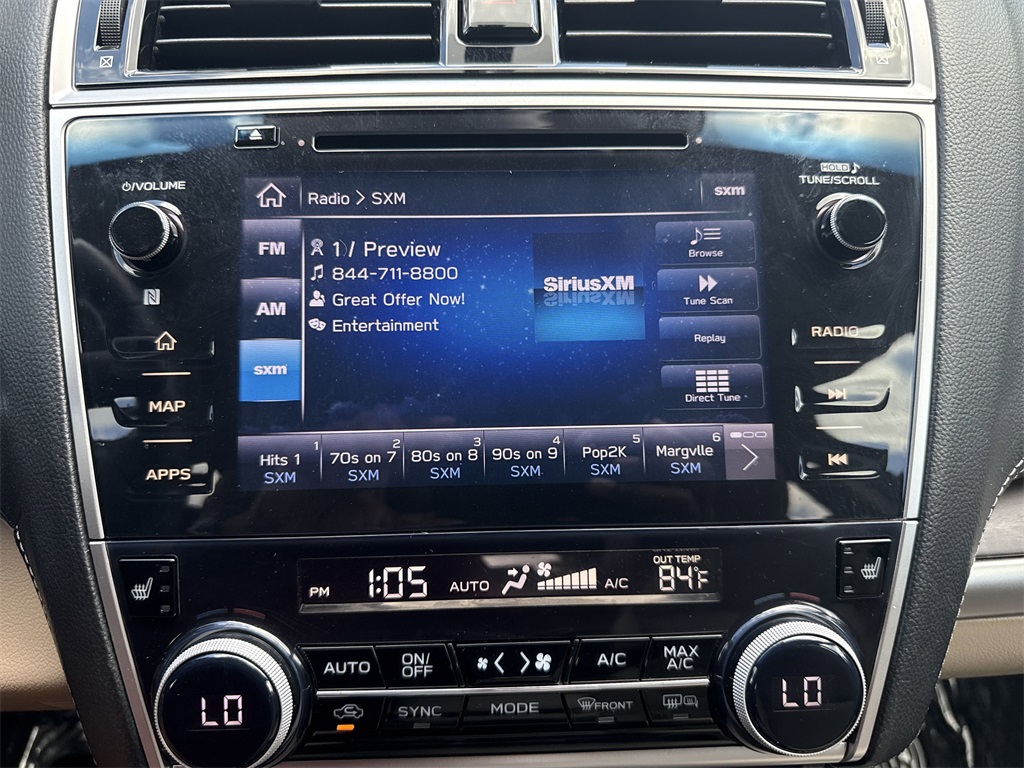 ⏻/VOLUME
HOLD ♪
TUNE/SCROLL
Radio > SXM
sxm
FM
AM
sxm
1 / Preview
844-711-8800
Great Offer Now!
Entertainment
SiriusXM
Browse
Tune Scan
Replay
Direct Tune
MAP
APPS
RADIO
1
Hits 1
SXM
2
70s on 7
SXM
3
80s on 8
SXM
4
90s on 9
SXM
5
Pop2K
SXM
6
Margvlle
SXM
PM 1:05 AUTO A/C
OUT TEMP
84°F
AUTO
ON/
OFF
A/C
MAX
A/C
SYNC
MODE
FRONT
LO
LO